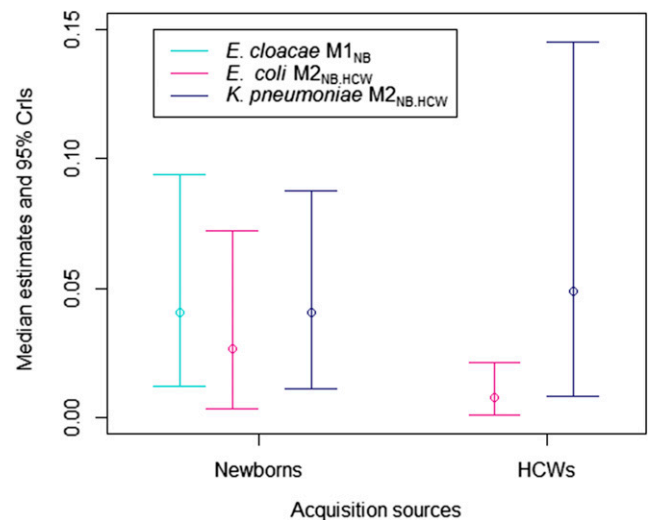 Median estimates and 95% CrIs
0.15
0.10
0.05
0.00
E. cloacae M1NB
E. coli M2NB.HCW
K. pneumoniae M2NB.HCW
Newborns
HCWs
Acquisition sources